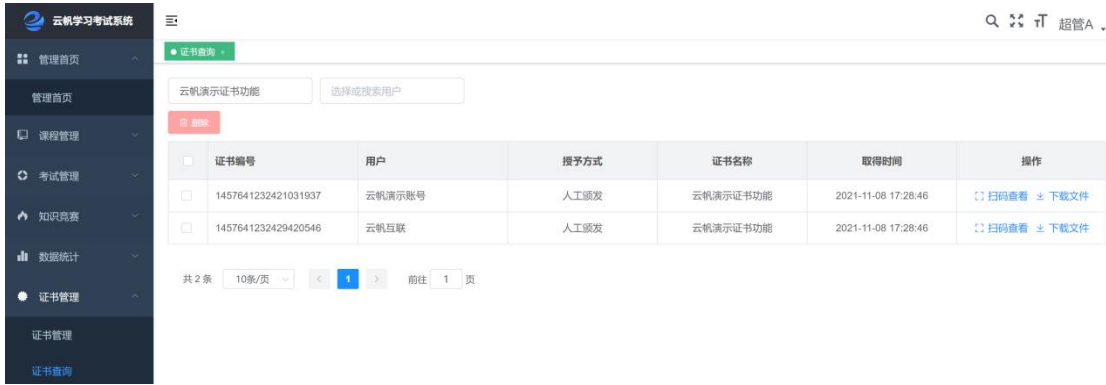 云帆学习考试系统
超管A
管理首页
证书查询 ×
管理首页
云帆演示证书功能 选择或搜索用户
删除
课程管理
证书编号 用户 授予方式 证书名称 取得时间 操作
考试管理
1457641232421031937 云帆演示账号 人工颁发 云帆演示证书功能 2021-11-08 17:28:46 扫码查看 下载文件
知识竞赛
1457641232429420546 云帆互联 人工颁发 云帆演示证书功能 2021-11-08 17:28:46 扫码查看 下载文件
数据统计
共 2 条 10条/页 < 1 > 前往 1 页
证书管理
证书管理
证书查询